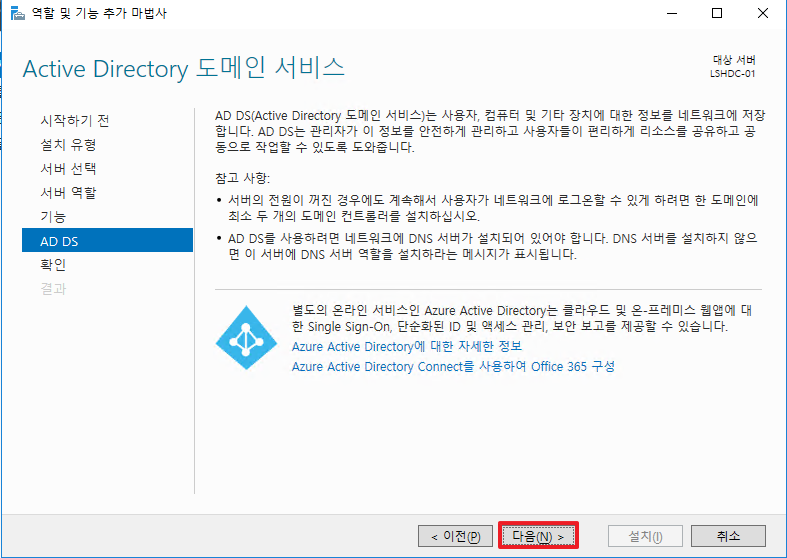 역할 및 기능 추가 마법사
Active Directory 도메인 서비스
대상 서버
LSHDC-01
시작하기 전
설치 유형
서버 선택
서버 역할
기능
AD DS
확인
결과
AD DS(Active Directory 도메인 서비스)는 사용자, 컴퓨터 및 기타 장치에 대한 정보를 네트워크에 저장
합니다. AD DS는 관리자가 이 정보를 안전하게 관리하고 사용자들이 편리하게 리소스를 공유하고 공
동으로 작업할 수 있도록 도와줍니다.
참고 사항:
• 서버의 전원이 꺼진 경우에도 계속해서 사용자가 네트워크에 로그온할 수 있게 하려면 한 도메인에
최소 두 개의 도메인 컨트롤러를 설치하십시오.
• AD DS를 사용하려면 네트워크에 DNS 서버가 설치되어 있어야 합니다. DNS 서버를 설치하지 않으
면 이 서버에 DNS 서버 역할을 설치하라는 메시지가 표시됩니다.
별도의 온라인 서비스인 Azure Active Directory는 클라우드 및 온-프레미스 웹앱에 대
한 Single Sign-On, 단순화된 ID 및 액세스 관리, 보안 보고를 제공할 수 있습니다.
Azure Active Directory에 대한 자세한 정보
Azure Active Directory Connect를 사용하여 Office 365 구성
< 이전(P)
다음(N) >
설치(I)
취소